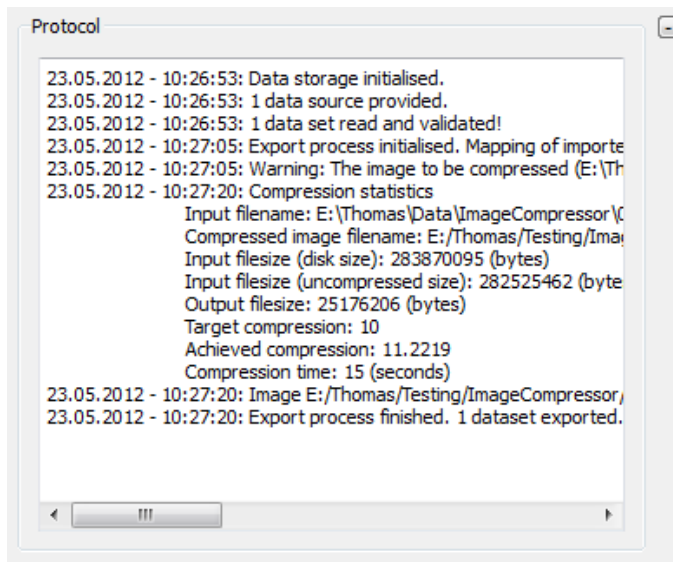 Protocol
23.05.2012 - 10:26:53: Data storage initialised.
23.05.2012 - 10:26:53: 1 data source provided.
23.05.2012 - 10:26:53: 1 data set read and validated!
23.05.2012 - 10:27:05: Export process initialised. Mapping of importe
23.05.2012 - 10:27:05: Warning: The image to be compressed (E:\Th
23.05.2012 - 10:27:20: Compression statistics
Input filename: E:\Thomas\Data\ImageCompressor\
Compressed image filename: E:/Thomas/Testing/Ima
Input filesize (disk size): 283870095 (bytes)
Input filesize (uncompressed size): 282525462 (byte
Output filesize: 25176206 (bytes)
Target compression: 10
Achieved compression: 11.2219
Compression time: 15 (seconds)
23.05.2012 - 10:27:20: Image E:/Thomas/Testing/ImageCompressor/
23.05.2012 - 10:27:20: Export process finished. 1 dataset exported.